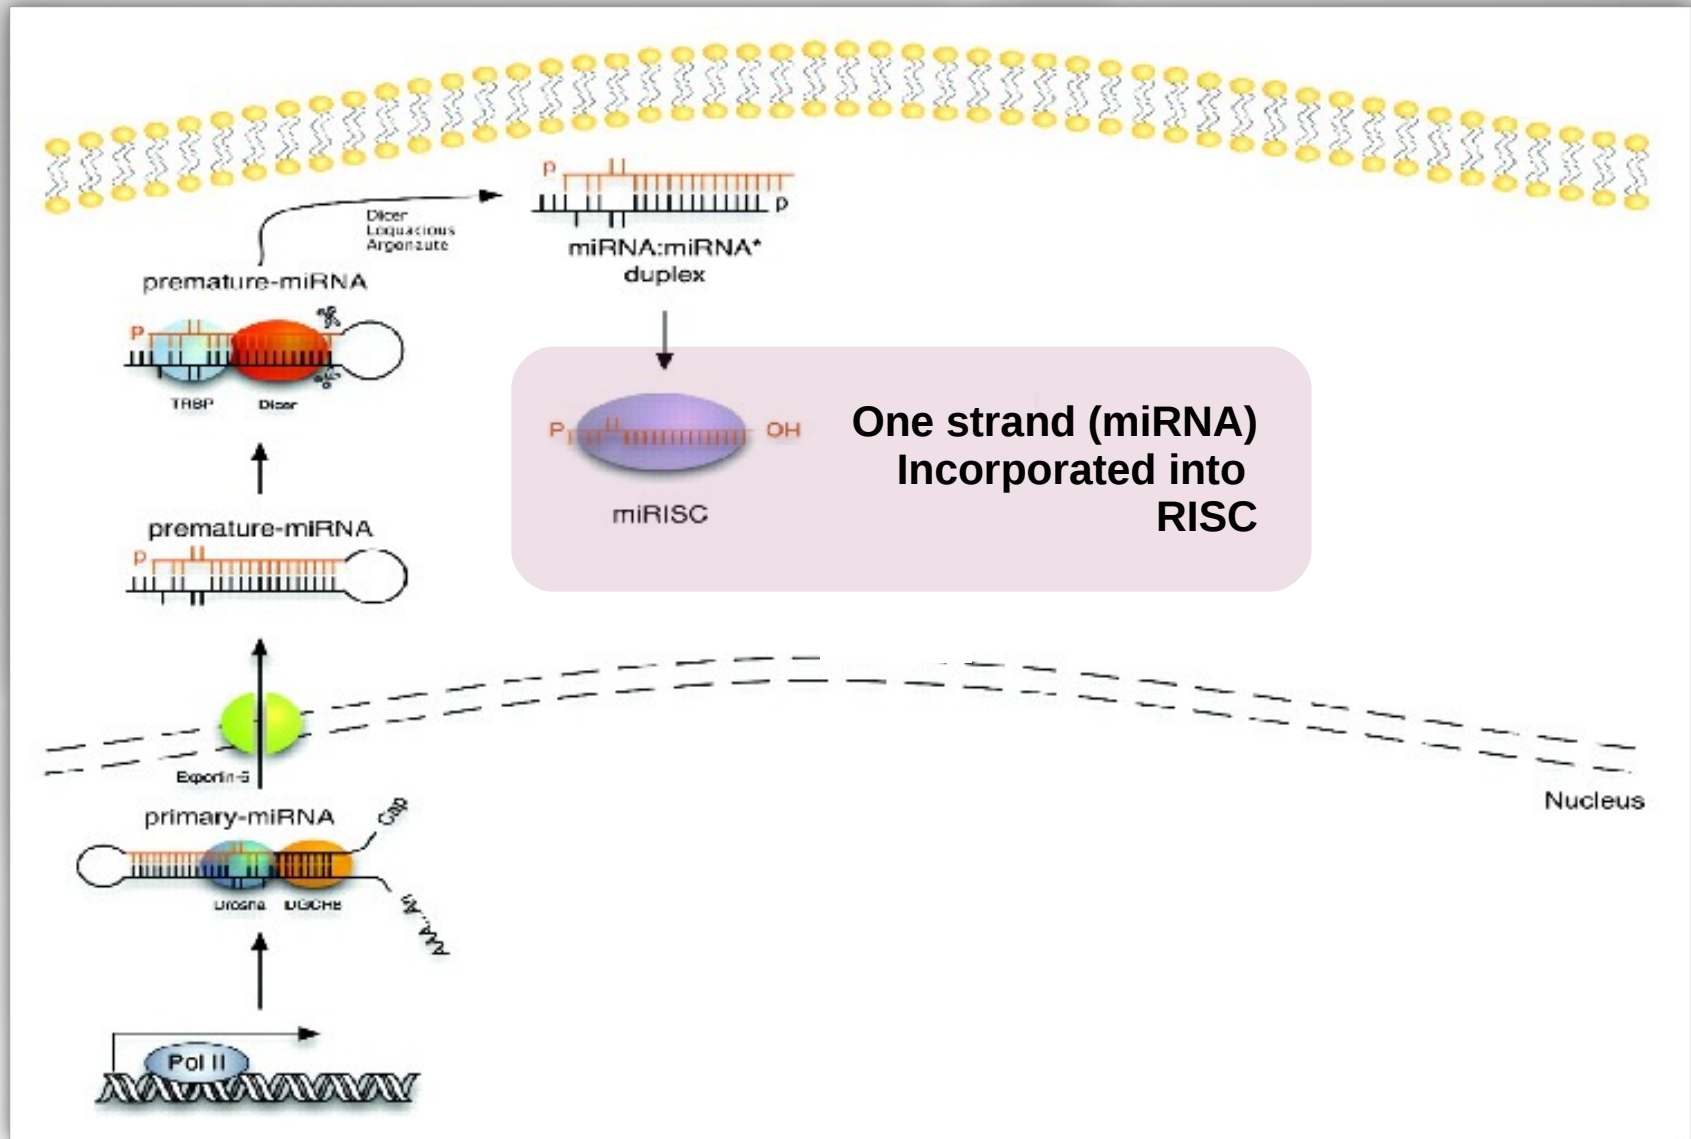 p
Dicer
Loquacious
Argonaute
p
miRNA:miRNA*
duplex
premature-miRNA
p
TRBP Dicer
One strand (miRNA)
Incorporated into
RISC
P OH
miRISC
premature-miRNA
p
Exportin-5
Nucleus
primary-miRNA
Cap
Drosha DGCR8
Pol II